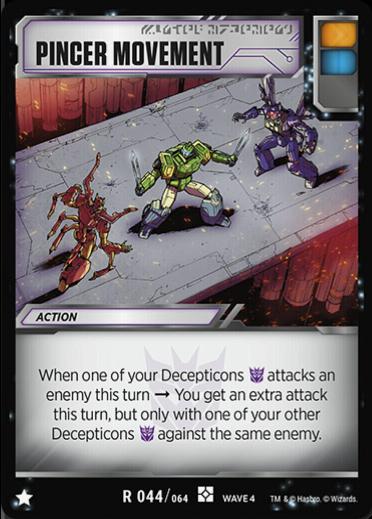 PINCER MOVEMENT
ACTION
When one of your Decepticons attacks an
enemy this turn → You get an extra attack
this turn, but only with one of your other
Decepticons against the same enemy.
R 044/064 WAVE 4 TM & © Hasbro. © Wizards.